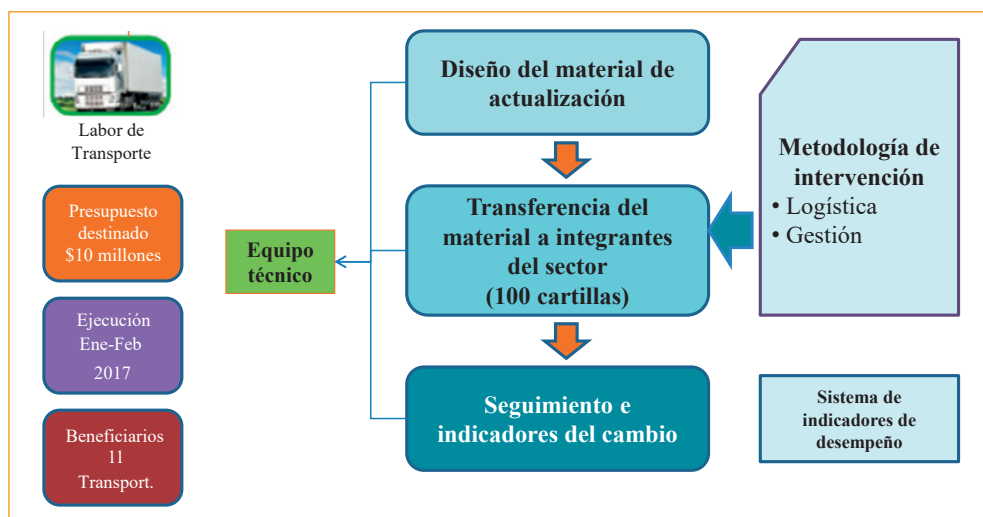 Labor de
Transporte
Presupuesto
destinado
$10 millones
Ejecución
Ene-Feb
2017
Beneficiarios
11
Transport.
Equipo
técnico
Diseño del material de
actualización
Transferencia del
material a integrantes
del sector
(100 cartillas)
Seguimiento e
indicadores del cambio
Metodología de
intervención
• Logística
• Gestión
Sistema de
indicadores de
desempeño